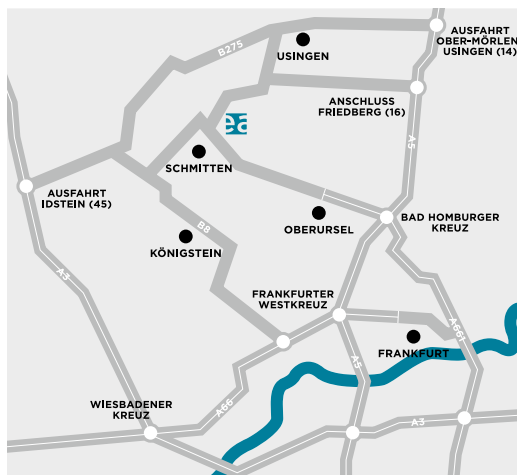 AUSFAHRT
OBER-MÖRLEN
USINGEN (14)
B275
USINGEN
ANSCHLUSS
FRIEDBERG (16)
ea
A5
SCHMITTEN
AUSFAHRT
IDSTEIN (45)
B8
OBERURSEL
BAD HOMBURGER
KREUZ
KÖNIGSTEIN
A3
FRANKFURTER
WESTKREUZ
A661
FRANKFURT
A5
A66
WIESBADENER
KREUZ
A3